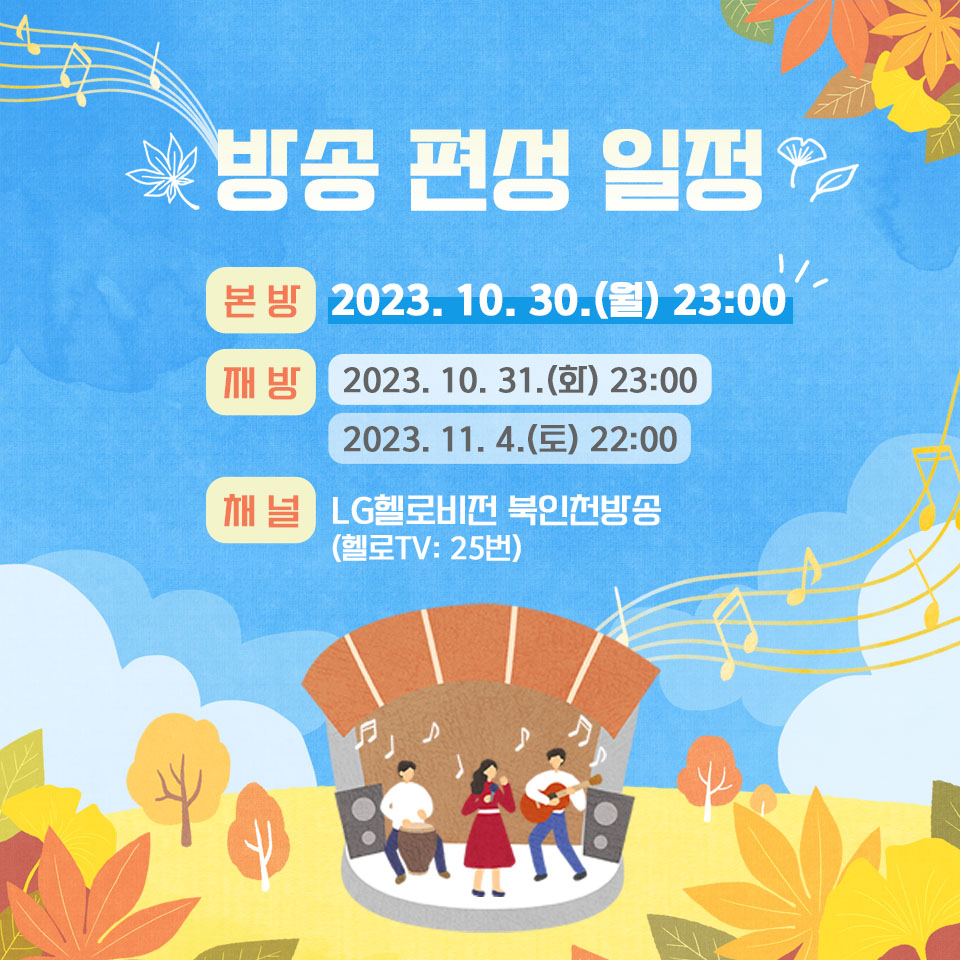 방송 편성 일정
본 방 2023. 10. 30.(월) 23:00
재 방 2023. 10. 31.(화) 23:00
2023. 11. 4.(토) 22:00
채 널 LG헬로비전 북인천방송
(헬로TV: 25번)